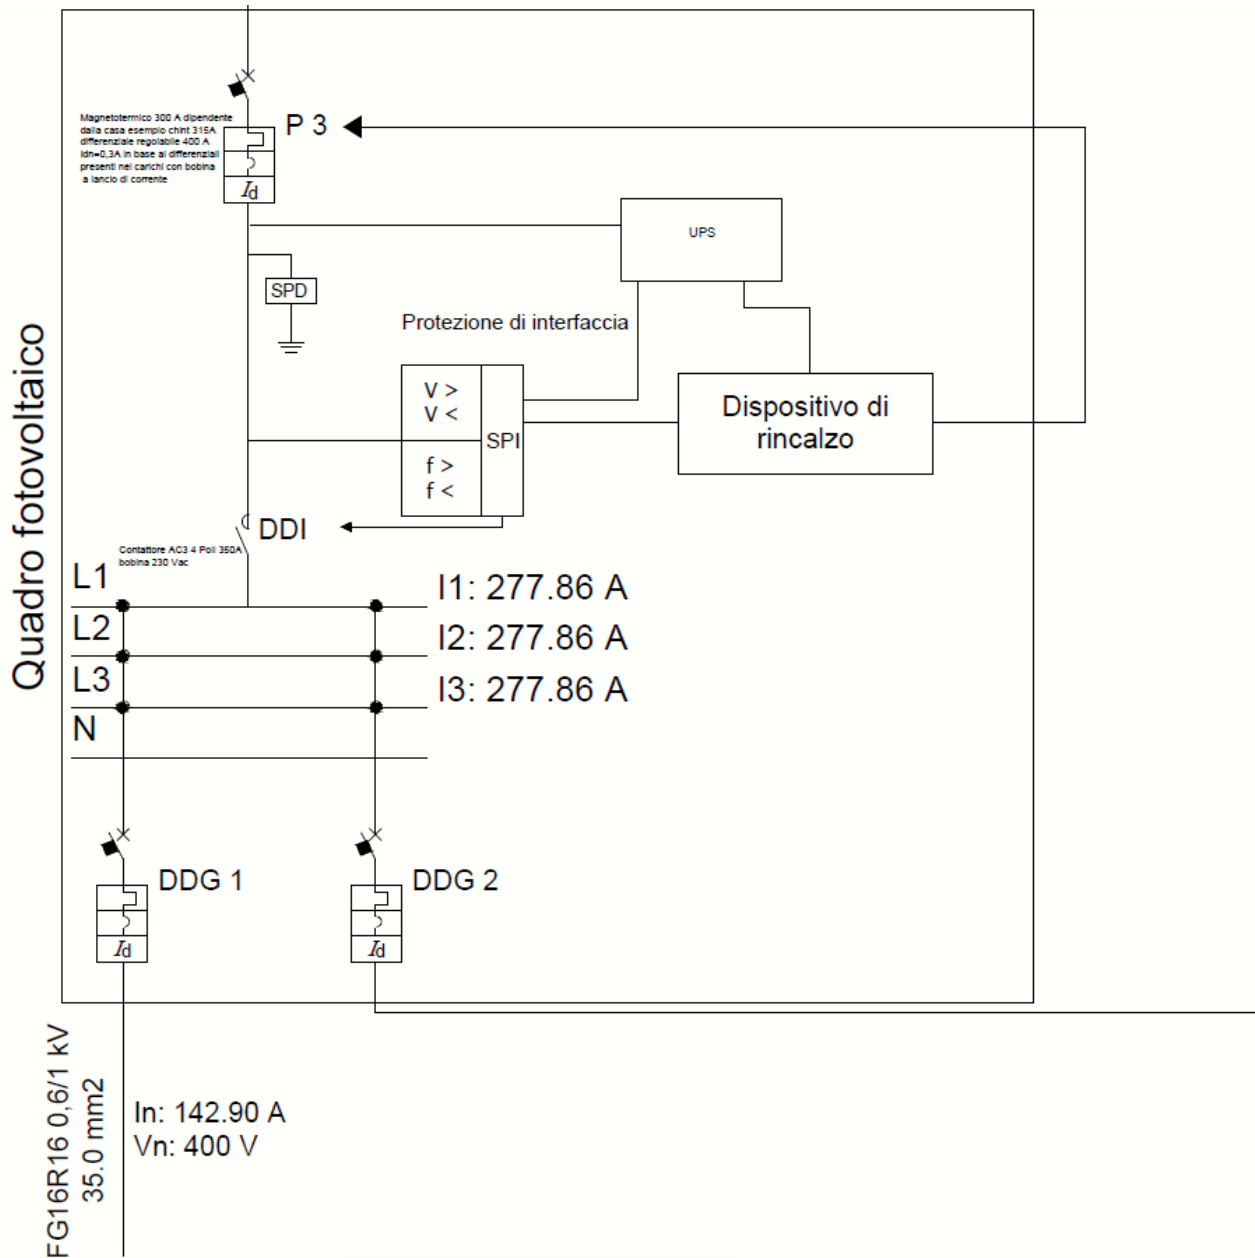 Magnetotermico 300 A dipendente
dalla casa esempio chint 315A
differenziale regolabile 400 A
Idn=0,3A in base ai differenziali
presenti nei carichi con bobina
a lancio di corrente
P 3
Id
UPS
SPD
Protezione di interfaccia
V >
V <
SPI
f >
f <
Dispositivo di
rincalzo
Quadro fotovoltaico
DDI
Contattore AC3 4 Poli 350A
bobina 230 Vac
L1
I1: 277.86 A
L2
I2: 277.86 A
L3
I3: 277.86 A
N
DDG 1
Id
DDG 2
Id
FG16R16 0,6/1 kV
35.0 mm2
In: 142.90 A
Vn: 400 V